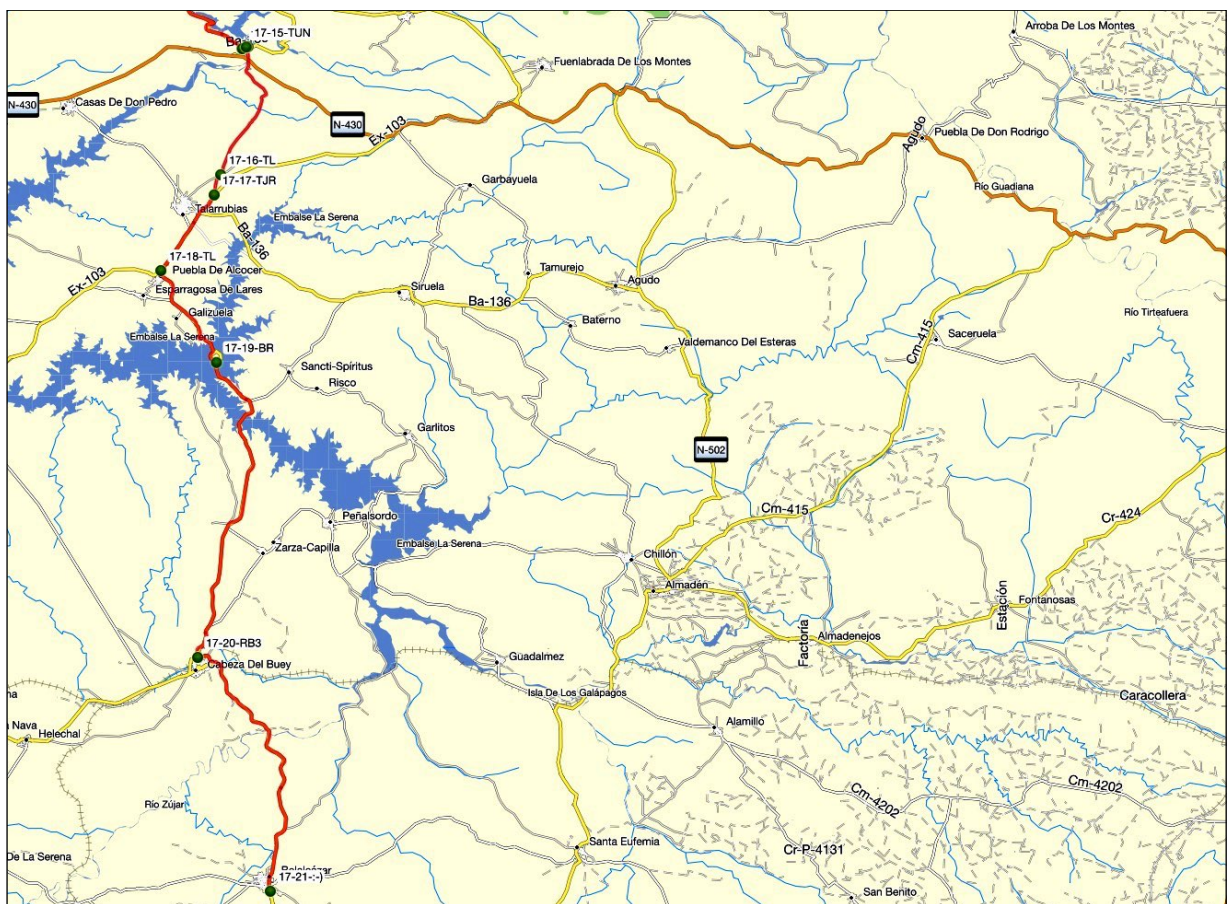 17-15-TUN
Arroba De Los Montes
Fuenlabrada De Los Montes
N-430
Casas De Don Pedro
N-430
Ex-103
Agudo
Puebla De Don Rodrigo
17-16-TL
17-17-TJR
Garbayuela
Río Guadiana
Talarrubias
Embalse La Serena
Ba-136
17-18-TL
Puebla De Alcocer
Ex-103
Tamurejo
Esparragosa De Lares
Siruela
Ba-136
Agudo
Galizuela
Baterno
Río Tirteafuera
Embalse La Serena
17-19-BR
Valdemanco Del Esteras
Cm-415
Saceruela
Sancti-Spíritus
Risco
Garlitos
N-502
Peñalsordo
Cm-415
Cr-424
Embalse La Serena
Zarza-Capilla
Chillón
Almadén
Estación
Fontanosas
Factoría
Almadenejos
17-20-RB3
Cabeza Del Buey
Guadalmez
Isla De Los Galápagos
Caracollera
na
n Nava
Helechal
Alamillo
Cm-4202
Cm-4202
Río Zújar
Santa Eufemia
Cr-P-4131
De La Serena
17-21-:-)
San Benito